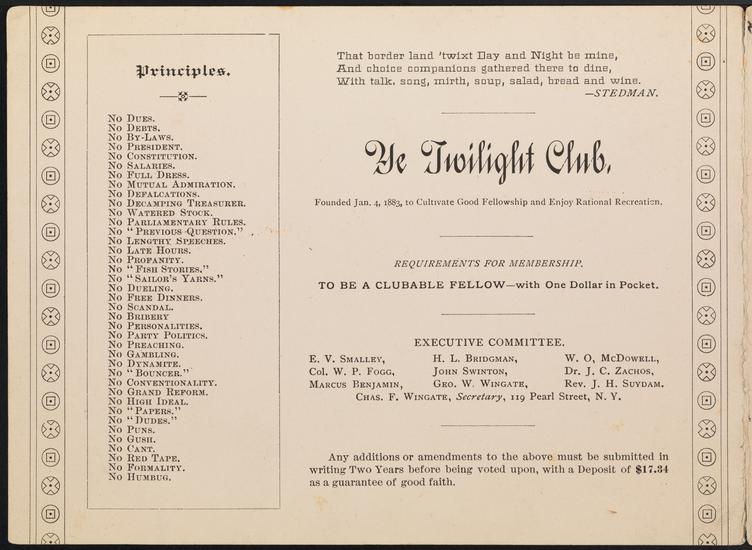 Principles.
No Dues.
No Debts.
No By-Laws.
No President.
No Constitution.
No Salaries.
No Full Dress.
No Mutual Admiration.
No Defalcations.
No Decamping Treasurer.
No Watered Stock.
No Parliamentary Rules.
No "Previous Question."
No Lengthy Speeches.
No Late Hours.
No Profanity.
No "Fish Stories."
No "Sailor's Yarns."
No Dueling.
No Free Dinners.
No Scandal.
No Bribery
No Personalities.
No Party Politics.
No Preaching.
No Gambling.
No Dynamite.
No "Bouncer."
No Conventionality.
No Grand Reform.
No High Ideal.
No "Papers."
No "Dudes."
No Puns.
No Gush.
No Cant.
No Red Tape.
No Formality.
No Humbug.
That border land 'twixt Day and Night be mine,
And choice companions gathered there to dine,
With talk. song, mirth, soup, salad, bread and wine.
—STEDMAN.
Ye Twilight Club.
Founded Jan. 4, 1883, to Cultivate Good Fellowship and Enjoy Rational Recreation.
REQUIREMENTS FOR MEMBERSHIP.
TO BE A CLUBABLE FELLOW—with One Dollar in Pocket.
EXECUTIVE COMMITTEE.
E. V. Smalley, H. L. Bridgman, W. O, McDowell,
Col. W. P. Fogg, John Swinton, Dr. J. C. Zachos,
Marcus Benjamin, Geo. W. Wingate, Rev. J. H. Suydam.
Chas. F. Wingate, Secretary, 119 Pearl Street, N. Y.
Any additions or amendments to the above must be submitted in
writing Two Years before being voted upon, with a Deposit of $17.34
as a guarantee of good faith.